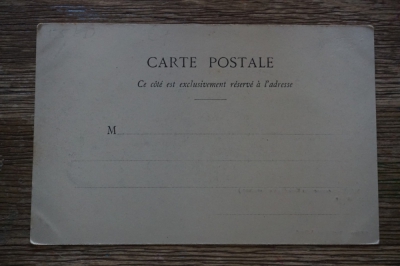 CARTE POSTALE
Ce côté est exclusivement réservé à l'adresse
M